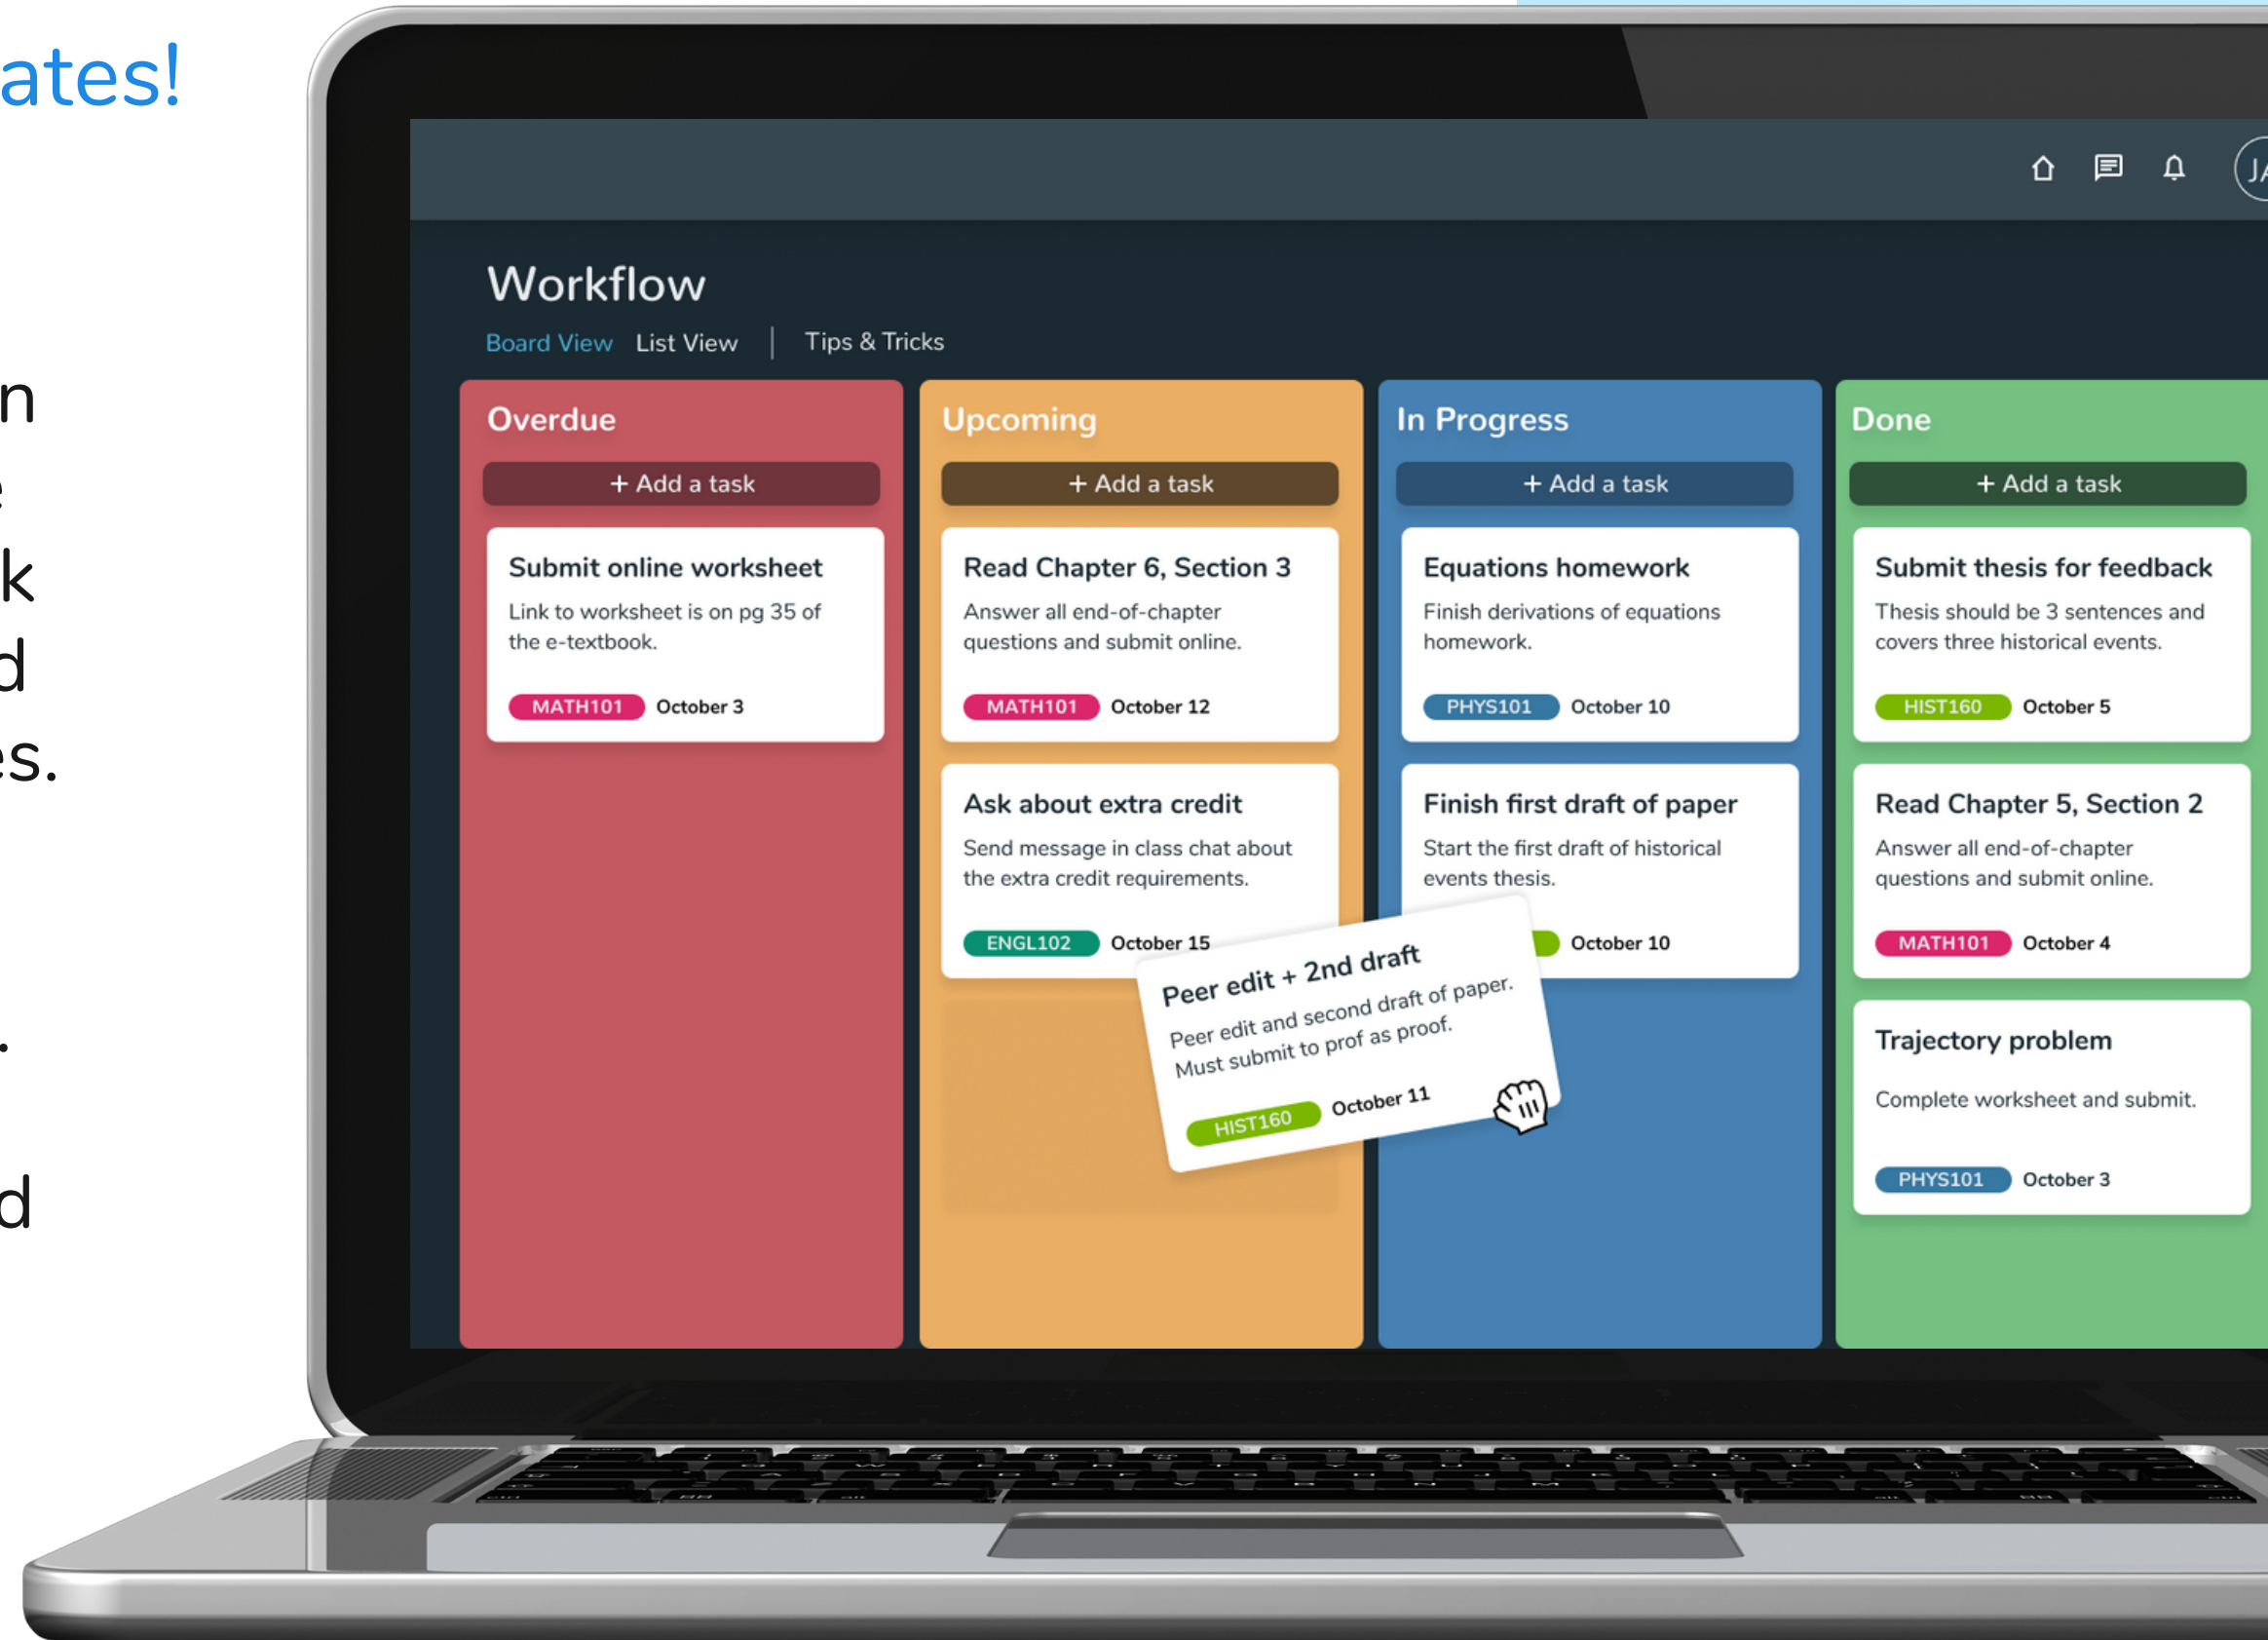 ates!
n
e
k
d
es.
.
d
JA
Workflow
Board View List View | Tips & Tricks
Overdue
+ Add a task
Submit online worksheet
Link to worksheet is on pg 35 of
the e-textbook.
MATH101 October 3
Upcoming
+ Add a task
Read Chapter 6, Section 3
Answer all end-of-chapter
questions and submit online.
MATH101 October 12
Ask about extra credit
Send message in class chat about
the extra credit requirements.
ENGL102 October 15
Peer edit + 2nd draft
Peer edit and second draft of paper.
Must submit to prof as proof.
HIST160 October 11
In Progress
+ Add a task
Equations homework
Finish derivations of equations
homework.
PHYS101 October 10
Finish first draft of paper
Start the first draft of historical
events thesis.
October 10
Done
+ Add a task
Submit thesis for feedback
Thesis should be 3 sentences and
covers three historical events.
HIST160 October 5
Read Chapter 5, Section 2
Answer all end-of-chapter
questions and submit online.
MATH101 October 4
Trajectory problem
Complete worksheet and submit.
PHYS101 October 3